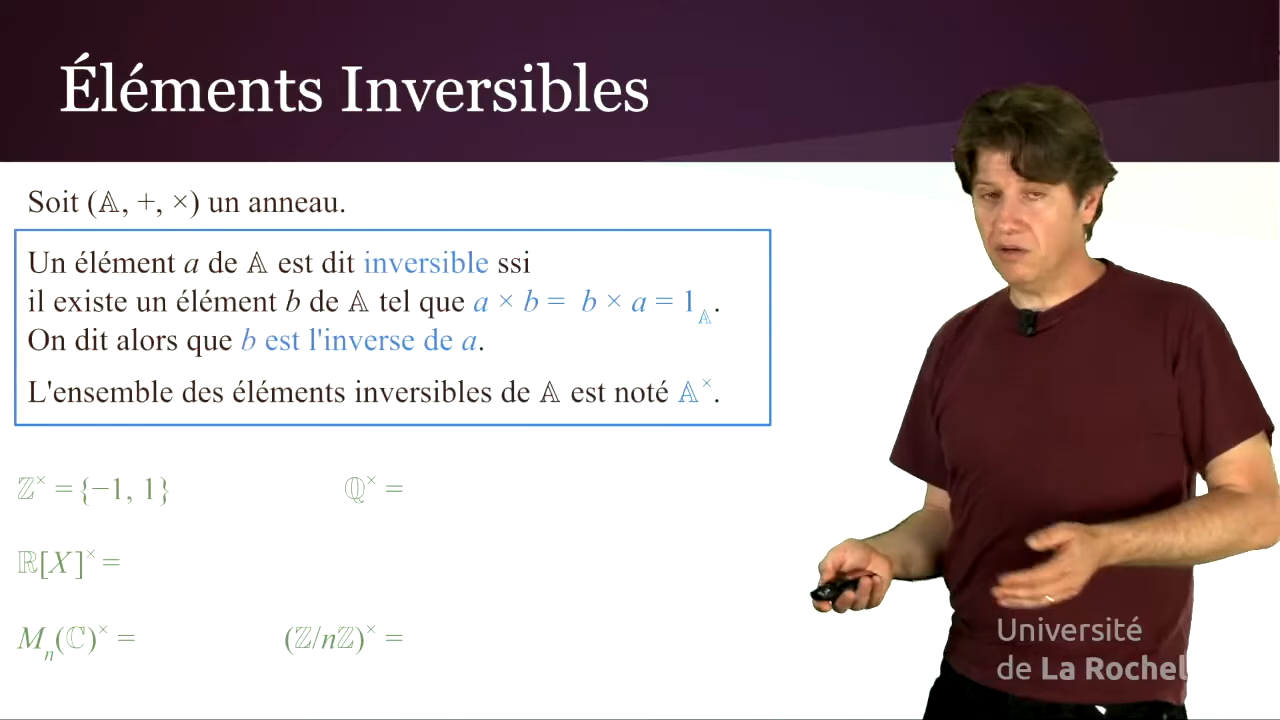 Éléments Inversibles
Soit (𝔸, +, ×) un anneau.
Un élément a de 𝔸 est dit inversible ssi
il existe un élément b de 𝔸 tel que a × b = b × a = 1_𝔸.
On dit alors que b est l'inverse de a.
L'ensemble des éléments inversibles de 𝔸 est noté 𝔸^×.
ℤ^× = {−1, 1} ℚ^× =
ℝ[X]^× =
M_n(ℂ)^× = (ℤ/nℤ)^× =
Université
de La Rochel